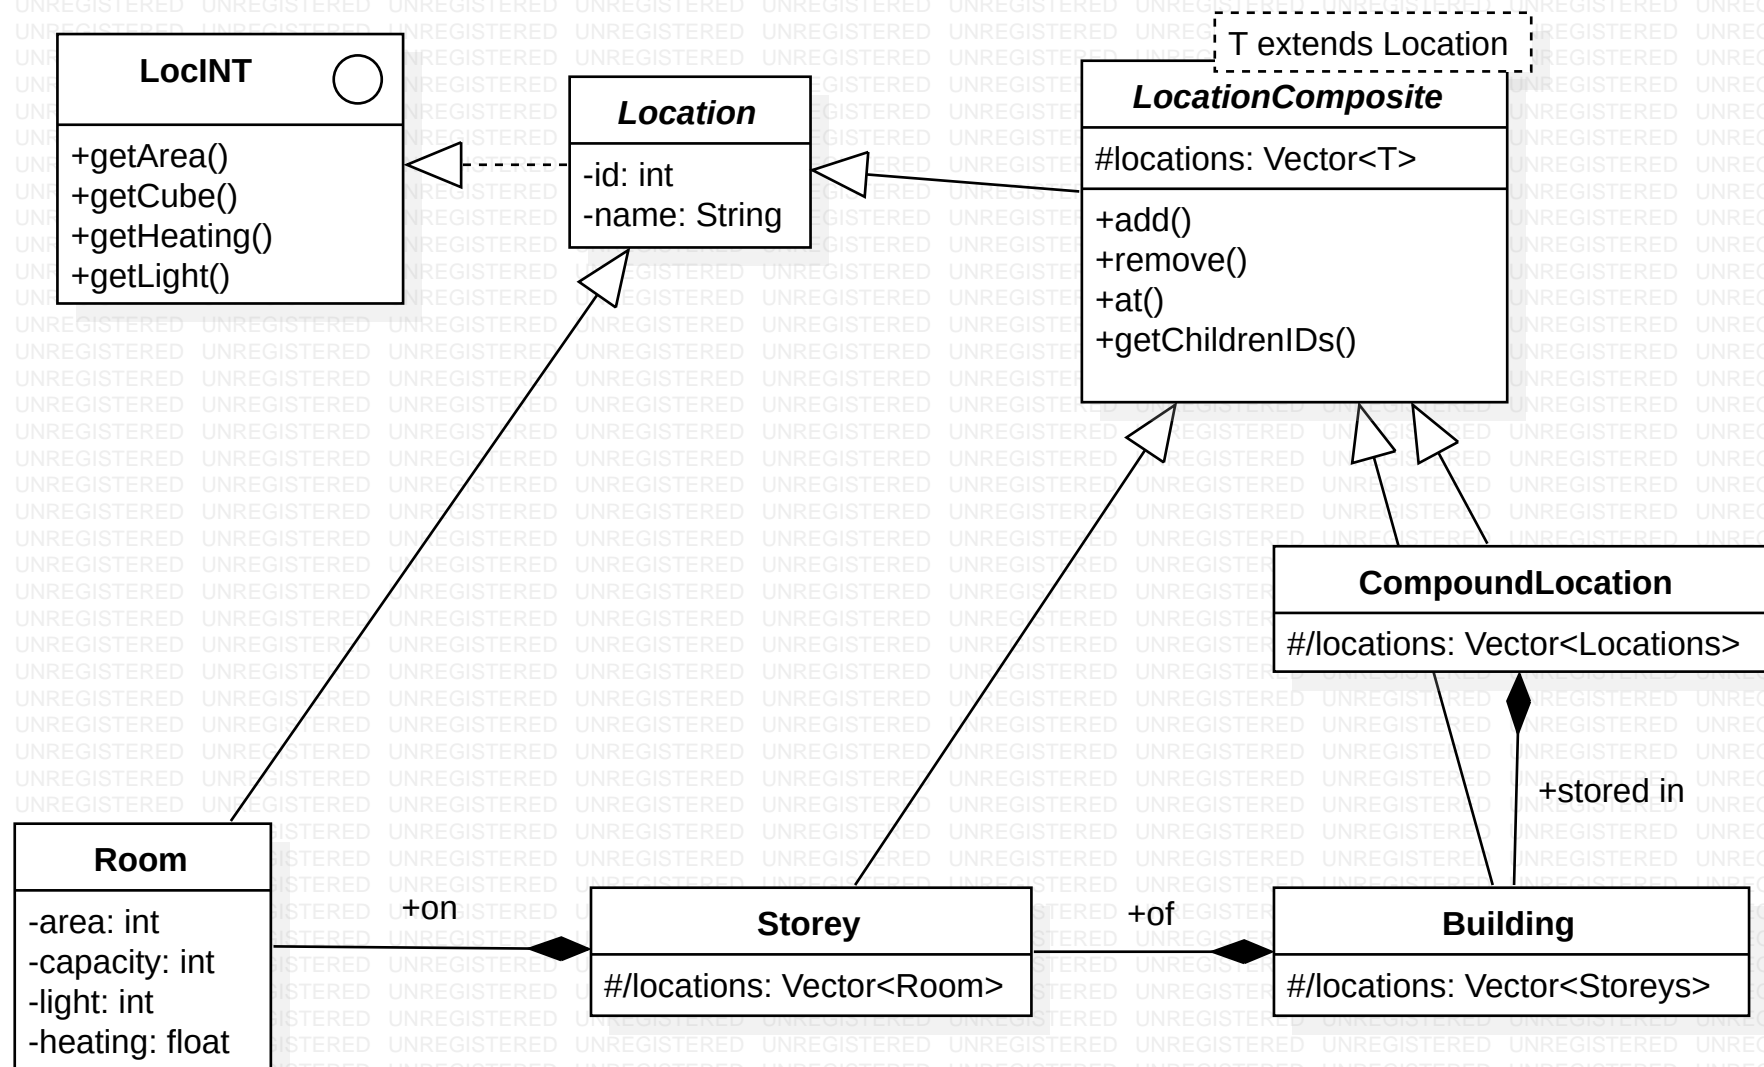 LocINT
+getArea()
+getCube()
+getHeating()
+getLight()
Location
-id: int
-name: String
T extends Location
LocationComposite
#locations: Vector<T>
+add()
+remove()
+at()
+getChildrenIDs()
CompoundLocation
#/locations: Vector<Locations>
+stored in
Room
-area: int
-capacity: int
-light: int
-heating: float
+on
Storey
#/locations: Vector<Room>
+of
Building
#/locations: Vector<Storeys>
UNREGISTERED